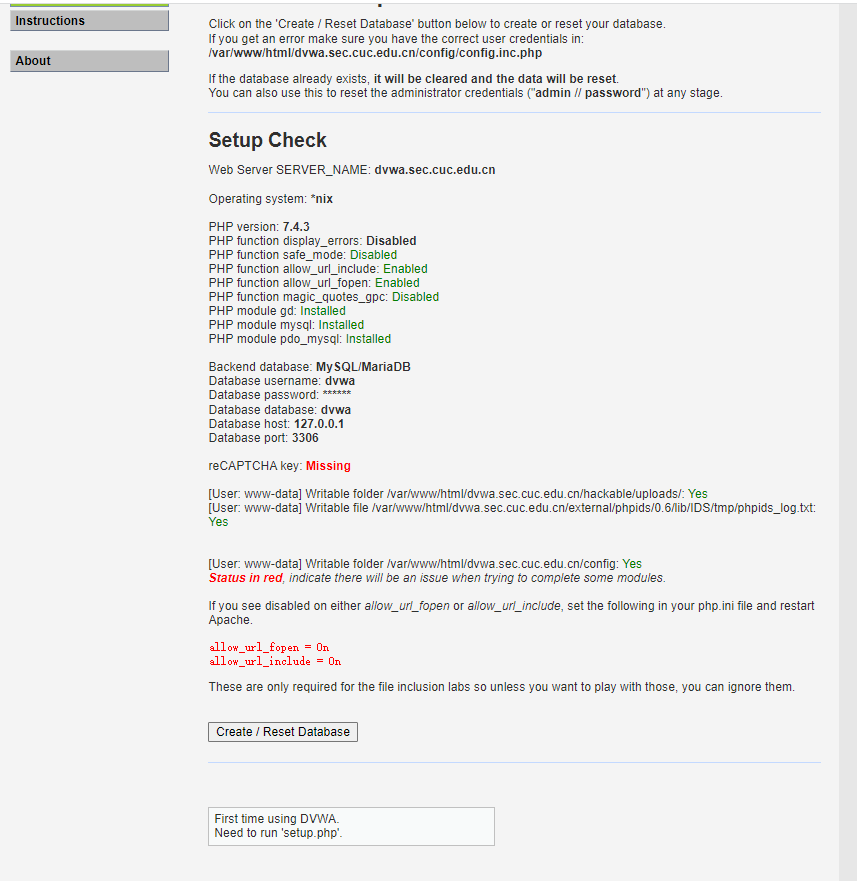 Instructions
About
Click on the 'Create / Reset Database' button below to create or reset your database.
If you get an error make sure you have the correct user credentials in:
/var/www/html/dvwa.sec.cuc.edu.cn/config/config.inc.php
If the database already exists, it will be cleared and the data will be reset.
You can also use this to reset the administrator credentials ("admin // password") at any stage.
Setup Check
Web Server SERVER_NAME: dvwa.sec.cuc.edu.cn
Operating system: *nix
PHP version: 7.4.3
PHP function display_errors: Disabled
PHP function safe_mode: Disabled
PHP function allow_url_include: Enabled
PHP function allow_url_fopen: Enabled
PHP function magic_quotes_gpc: Disabled
PHP module gd: Installed
PHP module mysql: Installed
PHP module pdo_mysql: Installed
Backend database: MySQL/MariaDB
Database username: dvwa
Database password: ******
Database database: dvwa
Database host: 127.0.0.1
Database port: 3306
reCAPTCHA key: Missing
[User: www-data] Writable folder /var/www/html/dvwa.sec.cuc.edu.cn/hackable/uploads/: Yes
[User: www-data] Writable file /var/www/html/dvwa.sec.cuc.edu.cn/external/phpids/0.6/lib/IDS/tmp/phpids_log.txt:
Yes
[User: www-data] Writable folder /var/www/html/dvwa.sec.cuc.edu.cn/config: Yes
Status in red, indicate there will be an issue when trying to complete some modules.
If you see disabled on either allow_url_fopen or allow_url_include, set the following in your php.ini file and restart
Apache.
allow_url_fopen = On
allow_url_include = On
These are only required for the file inclusion labs so unless you want to play with those, you can ignore them.
Create / Reset Database
First time using DVWA.
Need to run 'setup.php'.